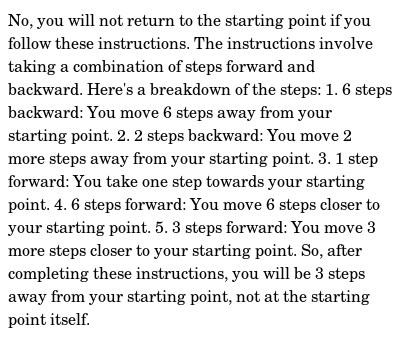 No, you will not return to the starting point if you
follow these instructions. The instructions involve
taking a combination of steps forward and
backward. Here's a breakdown of the steps: 1. 6 steps
backward: You move 6 steps away from your
starting point. 2. 2 steps backward: You move 2
more steps away from your starting point. 3. 1 step
forward: You take one step towards your starting
point. 4. 6 steps forward: You move 6 steps closer to
your starting point. 5. 3 steps forward: You move 3
more steps closer to your starting point. So, after
completing these instructions, you will be 3 steps
away from your starting point, not at the starting
point itself.